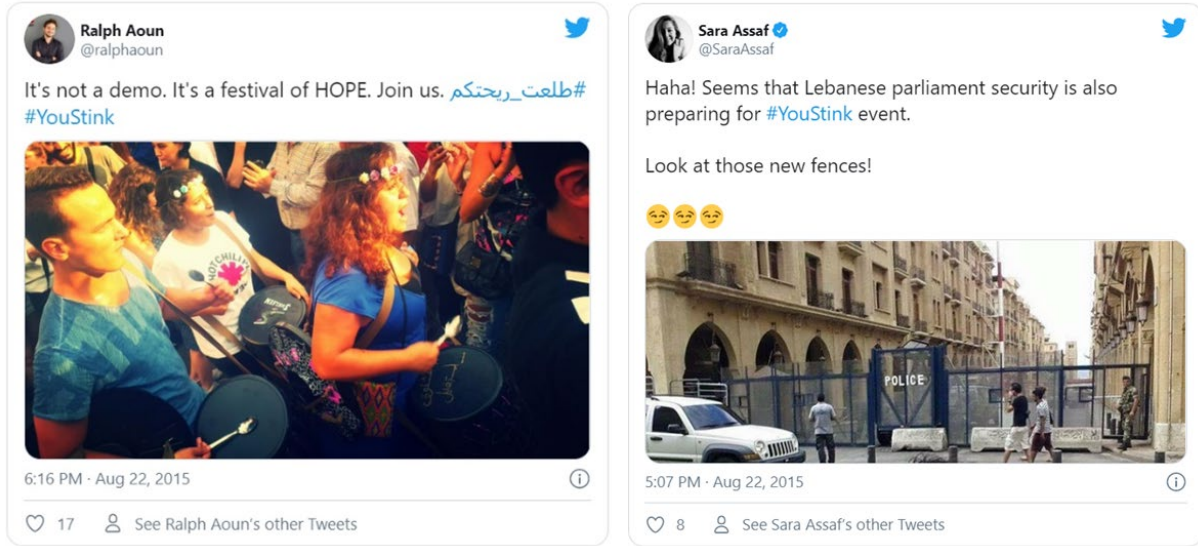 Ralph Aoun
@ralphaoun
It's not a demo. It's a festival of HOPE. Join us. #طلعت_ريحتكم
#YouStink
HOT CHILI
6:16 PM · Aug 22, 2015
17
See Ralph Aoun's other Tweets
Sara Assaf
@SaraAssaf
Haha! Seems that Lebanese parliament security is also
preparing for #YouStink event.
Look at those new fences!
😏😏😏
POLICE
5:07 PM · Aug 22, 2015
8
See Sara Assaf's other Tweets